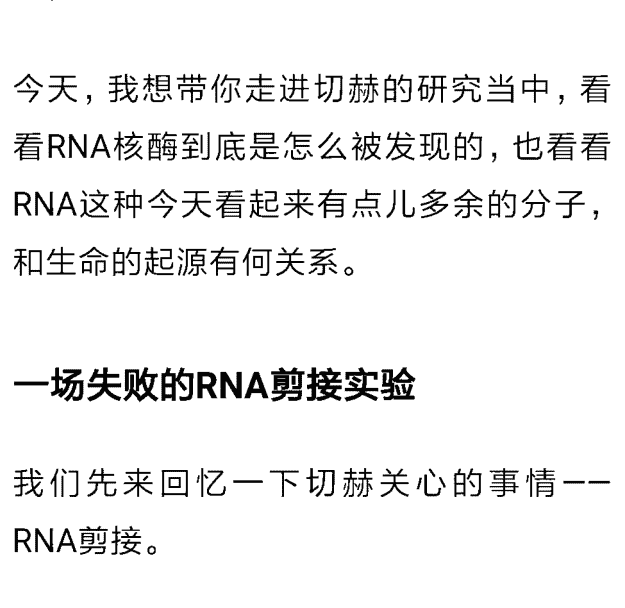 今天，我想带你走进切赫的研究当中，看
看RNA核酶到底是怎么被发现的，也看看
RNA这种今天看起来有点儿多余的分子，
和生命的起源有何关系。
一场失败的RNA剪接实验
我们先来回忆一下切赫关心的事情——
RNA剪接。